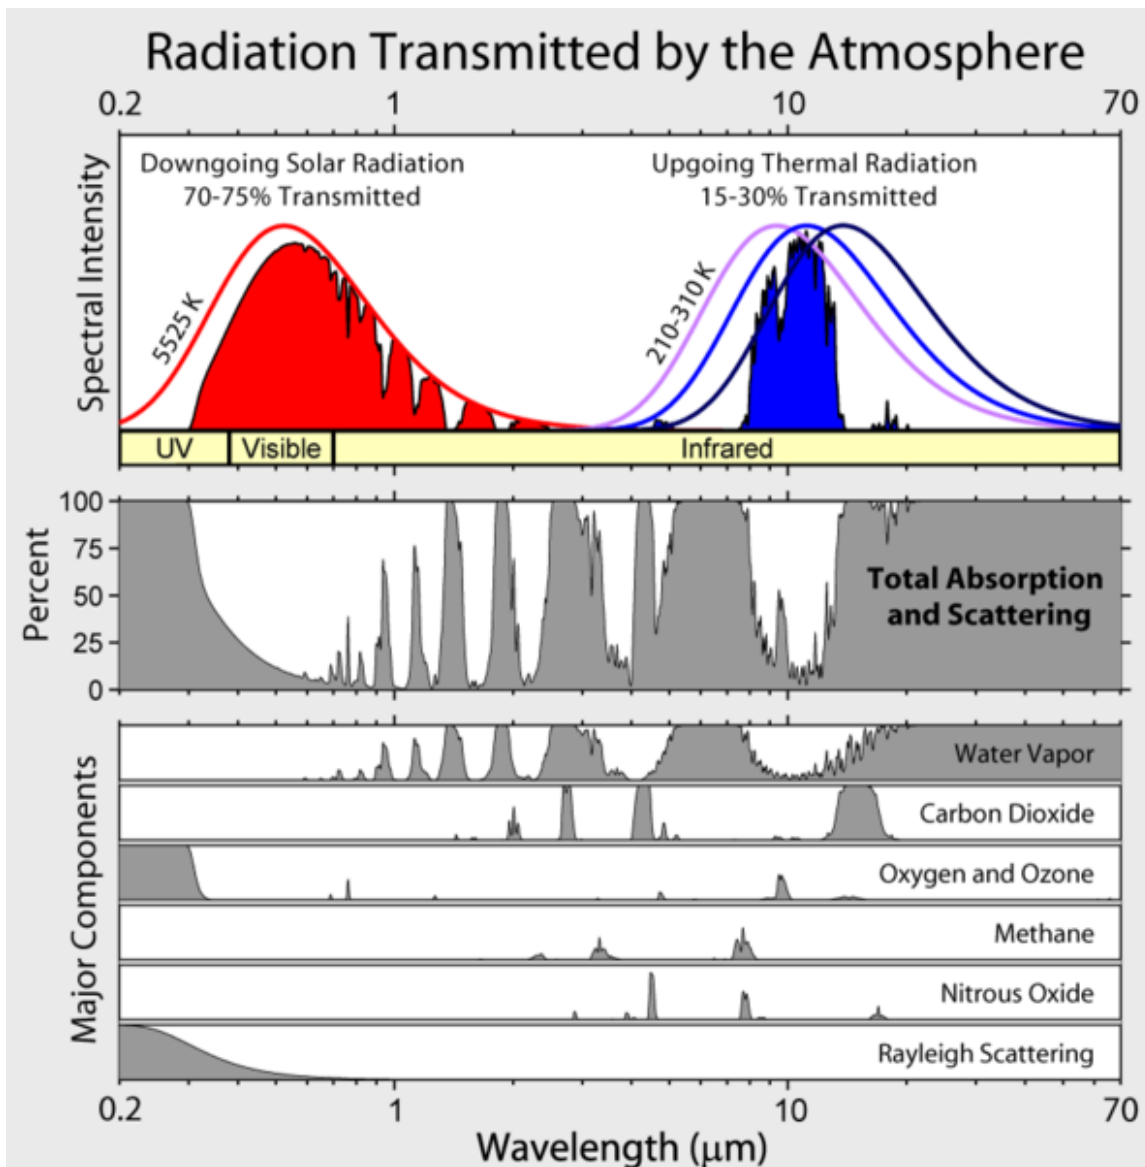 Radiation Transmitted by the Atmosphere
0.2 1 10 70
Spectral Intensity
Downgoing Solar Radiation
70-75% Transmitted
Upgoing Thermal Radiation
15-30% Transmitted
5525 K
210-310 K
UV Visible Infrared
Percent
100
75
50
25
0
Total Absorption
and Scattering
Major Components
Water Vapor
Carbon Dioxide
Oxygen and Ozone
Methane
Nitrous Oxide
Rayleigh Scattering
0.2 1 10 70
Wavelength (μm)